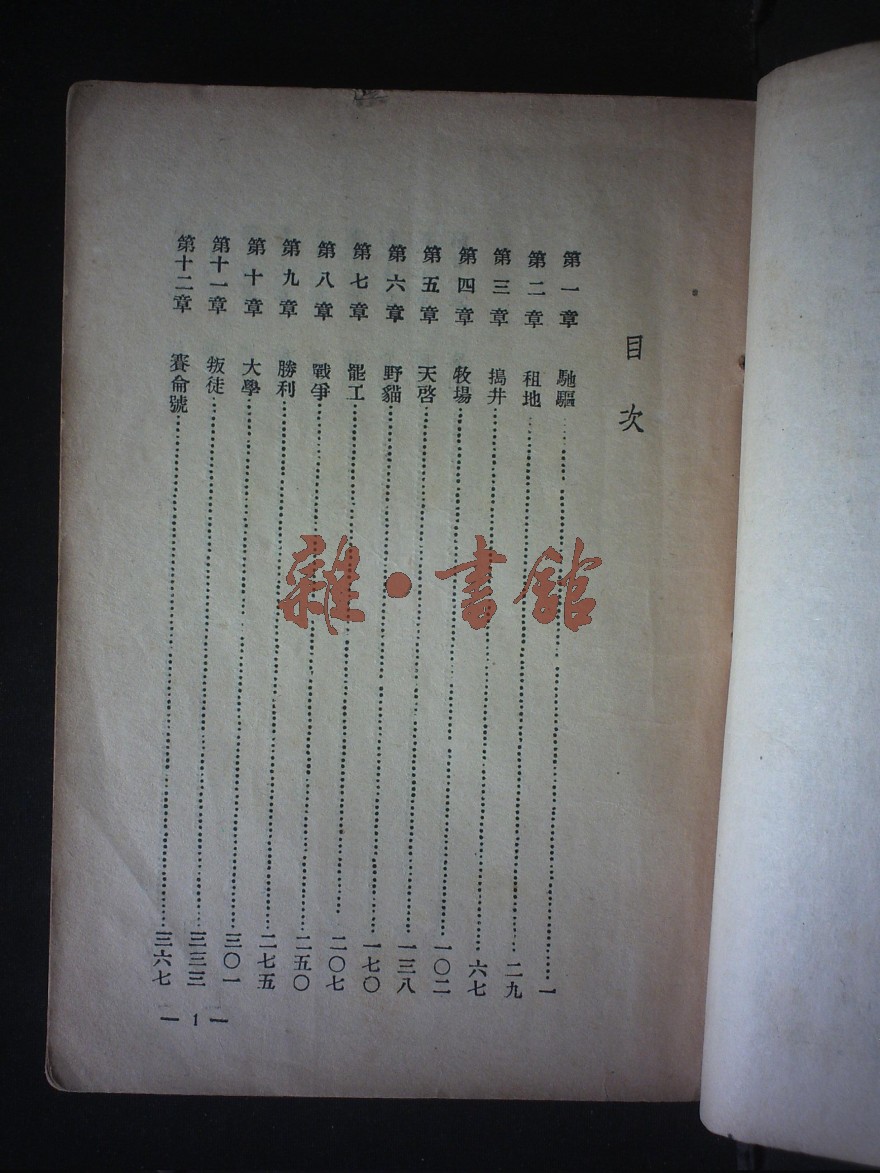 目次
第一章 馳驅……一
第二章 租地……二九
第三章 搗井……六七
第四章 牧場……一〇二
第五章 天啓……一三八
第六章 野貓……一七〇
第七章 罷工……二〇七
第八章 戰爭……二五〇
第九章 勝利……二七五
第十章 大學……三〇一
第十一章 叛徒……三三三
第十二章 賽侖號……三六七
— 1 —
雜·書館